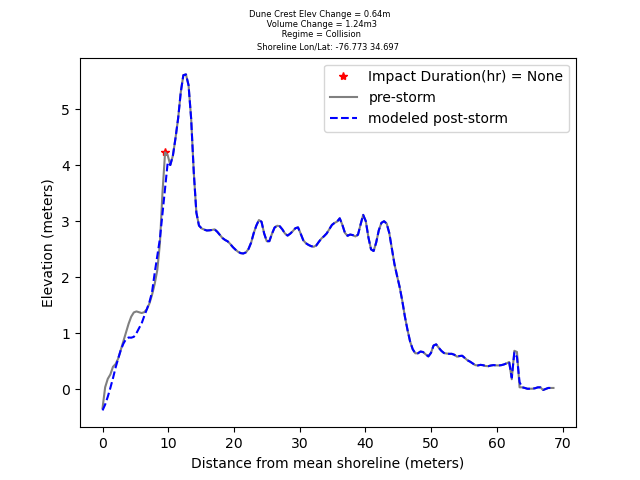 Dune Crest Elev Change = 0.64m
Volume Change = 1.24m3
Regime = Collision
Shoreline Lon/Lat: -76.773 34.697
Impact Duration(hr) = None
pre-storm
modeled post-storm
Elevation (meters)
5
4
3
2
1
0
0 10 20 30 40 50 60 70
Distance from mean shoreline (meters)